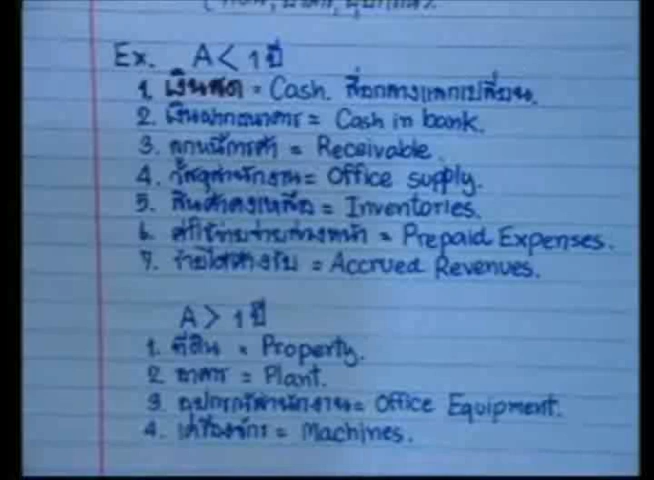 Ex. A < 1 ปี
1. เงินสด = Cash. สื่อกลางแลกเปลี่ยน.
2. เงินฝากธนาคาร = Cash in bank.
3. ลูกหนี้การค้า = Receivable.
4. วัสดุสำนักงาน = Office supply.
5. สินค้าคงเหลือ = Inventories.
6. ค่าใช้จ่ายจ่ายล่วงหน้า = Prepaid Expenses.
7. รายได้ค้างรับ = Accrued Revenues.
A > 1 ปี
1. ที่ดิน = Property.
2. อาคาร = Plant.
3. อุปกรณ์สำนักงาน = Office Equipment.
4. เครื่องจักร = Machines.